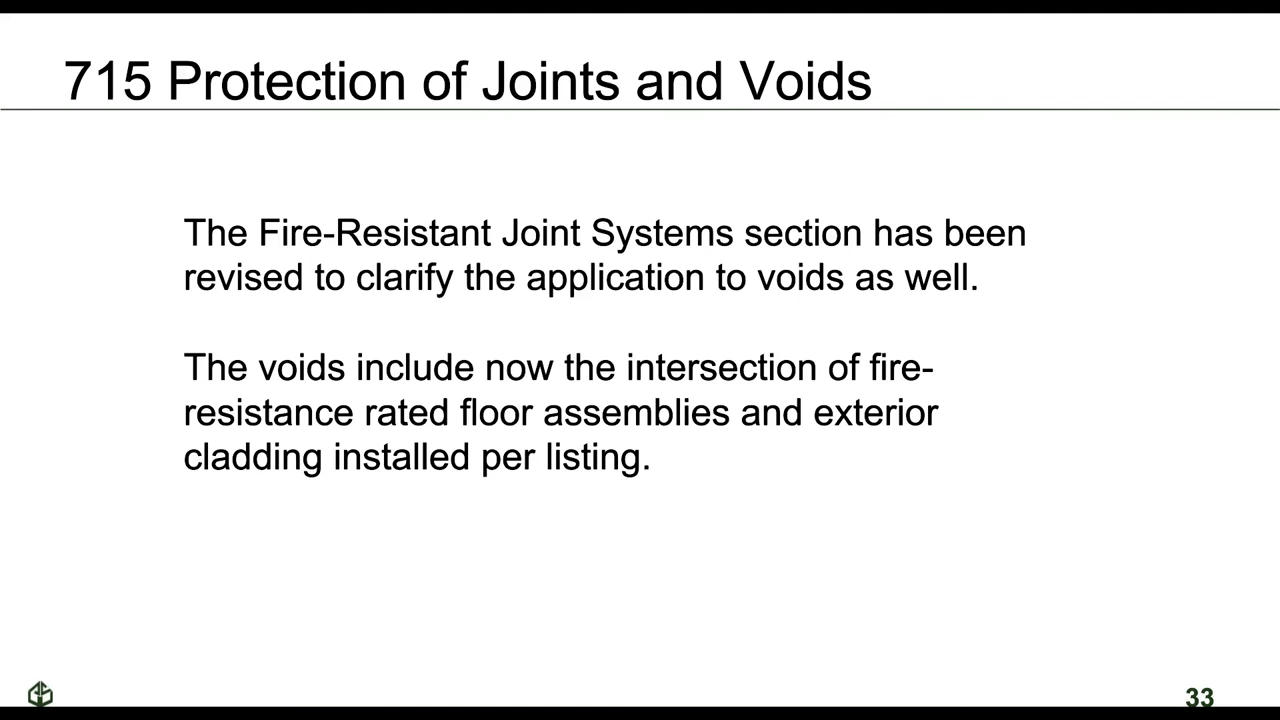 715 Protection of Joints and Voids
The Fire-Resistant Joint Systems section has been
revised to clarify the application to voids as well.
The voids include now the intersection of fire-
resistance rated floor assemblies and exterior
cladding installed per listing.
33